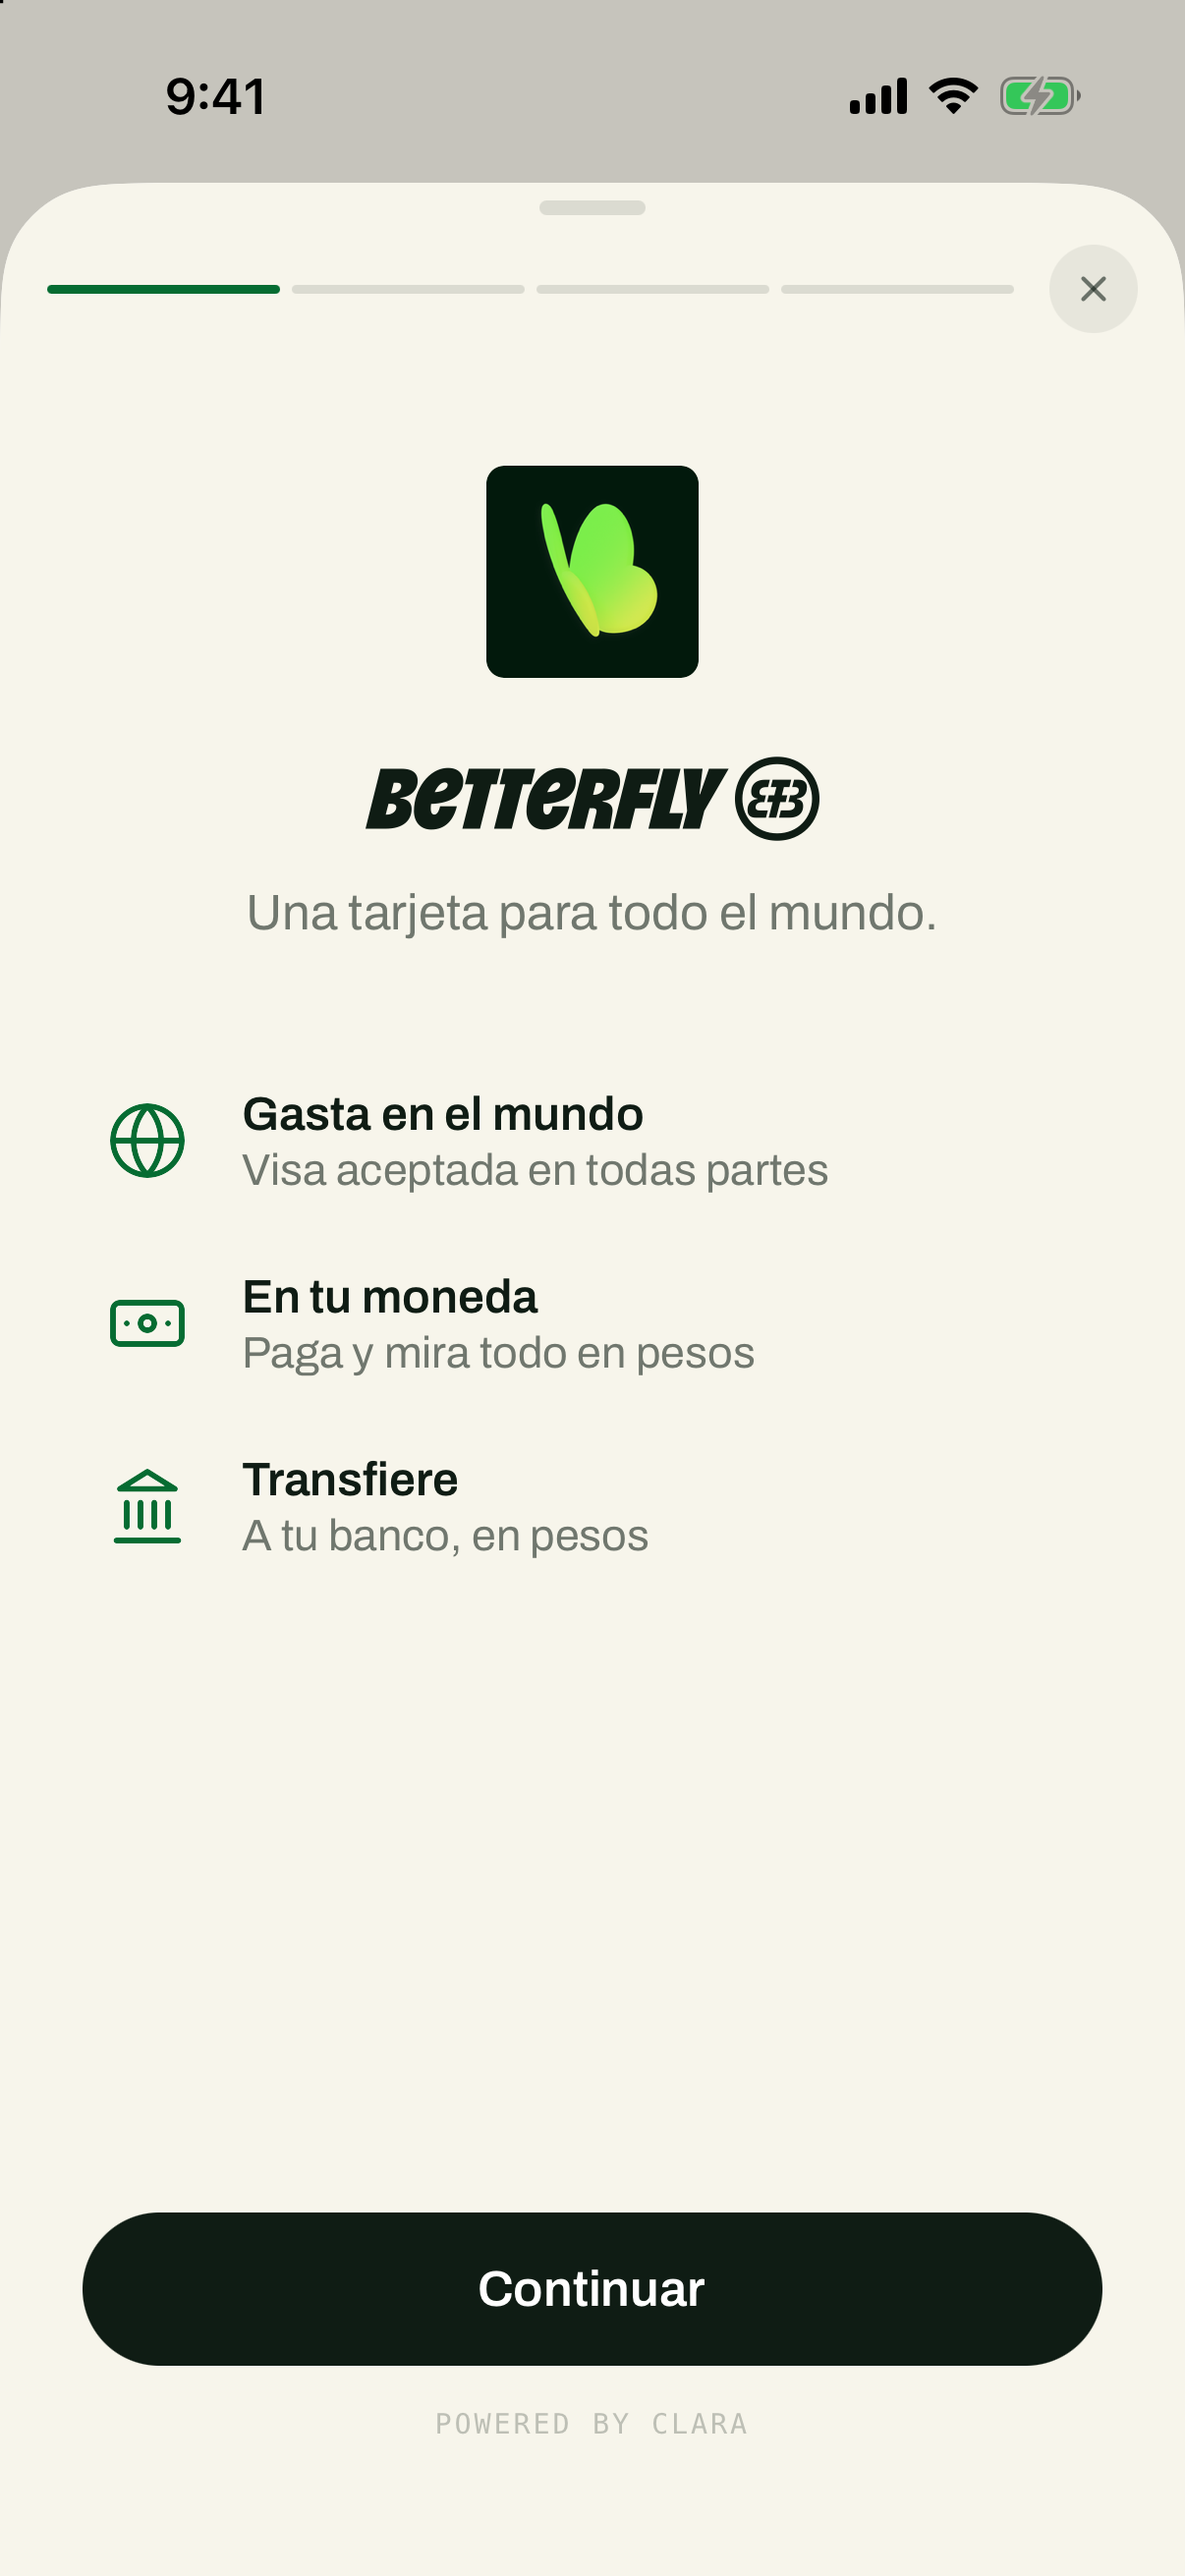 9:41
BeTTeRFLY
Una tarjeta para todo el mundo.
Gasta en el mundo
Visa aceptada en todas partes
En tu moneda
Paga y mira todo en pesos
Transfiere
A tu banco, en pesos
Continuar
POWERED BY CLARA